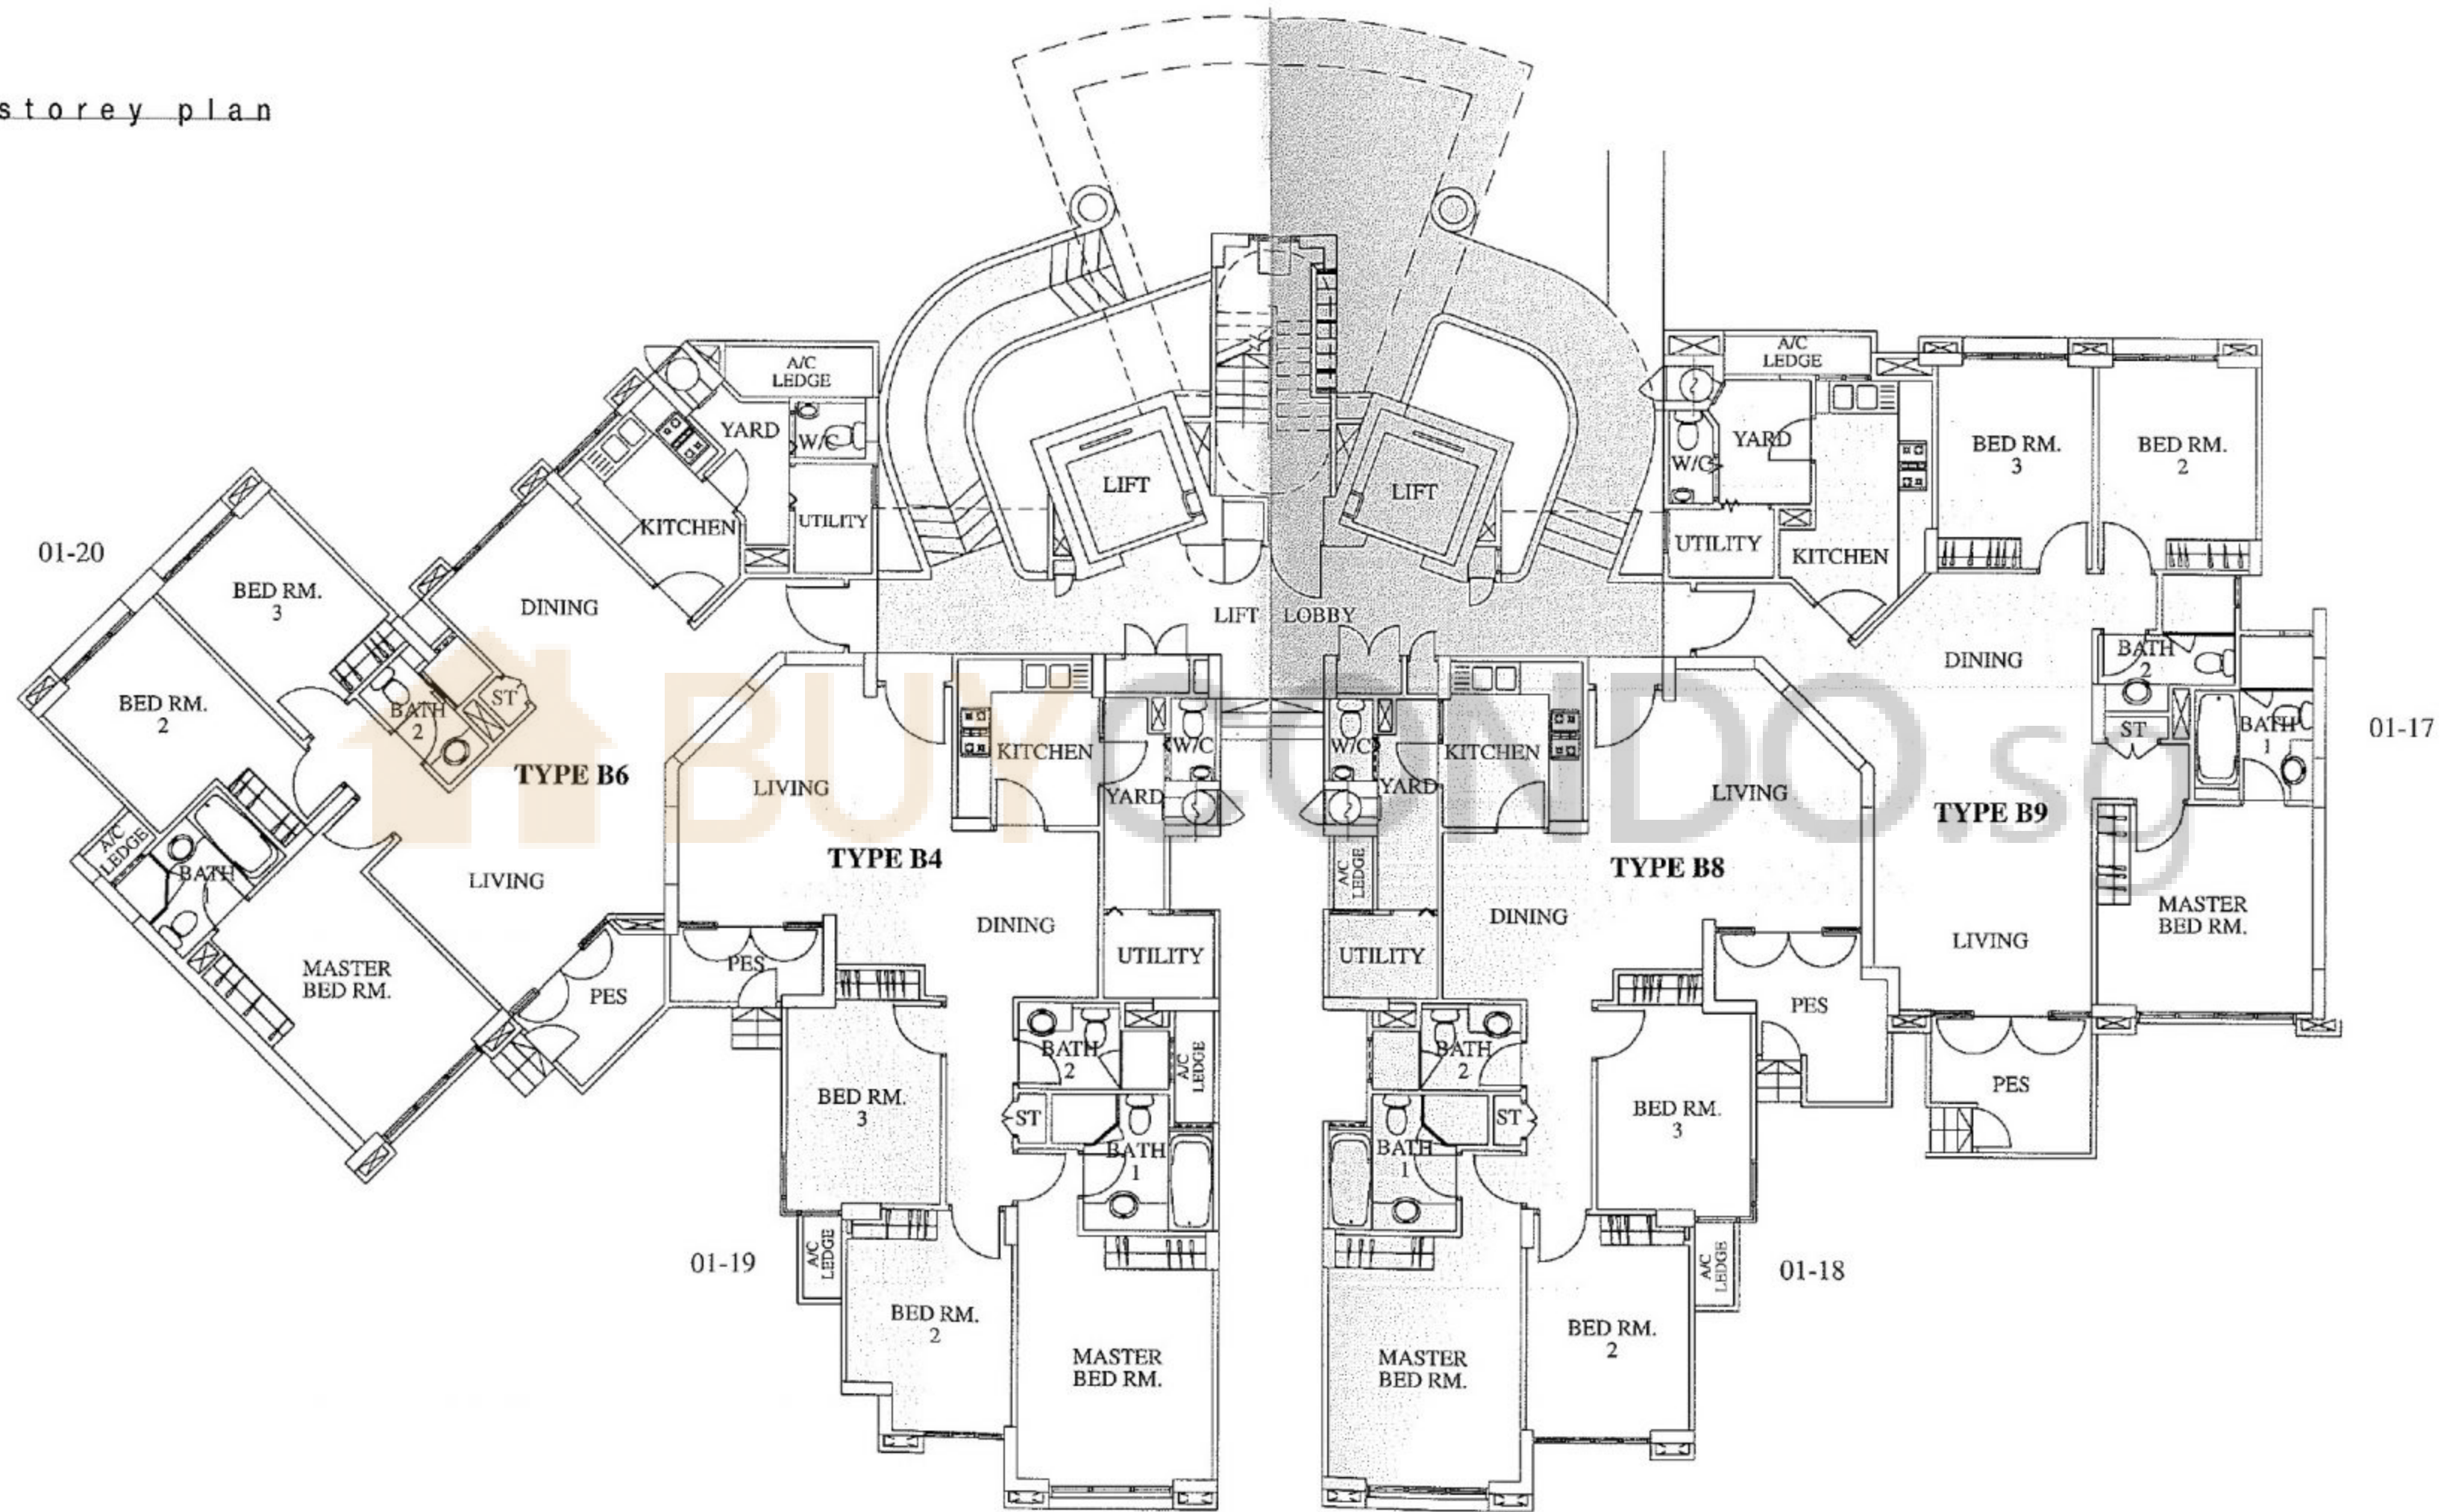 storey plan
A/C
LEDGE
YARD
W/C
KITCHEN
UTILITY
01-20
BED RM.
3
DINING
BED RM.
2
BATH
2
ST
TYPE B6
A/C
LEDGE
BATH
LIVING
MASTER
BED RM.
PES
LIFT
LIFT
LIFT LOBBY
A/C
LEDGE
YARD
W/C
UTILITY
KITCHEN
BED RM.
3
BED RM.
2
DINING
BATH
2
ST
BATH
1
01-17
TYPE B9
MASTER
BED RM.
LIVING
PES
BUYCONDO.sg
LIVING
KITCHEN
W/C
YARD
TYPE B4
DINING
UTILITY
PES
BATH
2
A/C
LEDGE
BED RM.
3
ST
BATH
1
01-19
A/C
LEDGE
BED RM.
2
MASTER
BED RM.
W/C
KITCHEN
YARD
LIVING
A/C
LEDGE
TYPE B8
DINING
UTILITY
PES
BATH
2
BED RM.
3
ST
BATH
1
A/C
LEDGE
01-18
BED RM.
2
MASTER
BED RM.